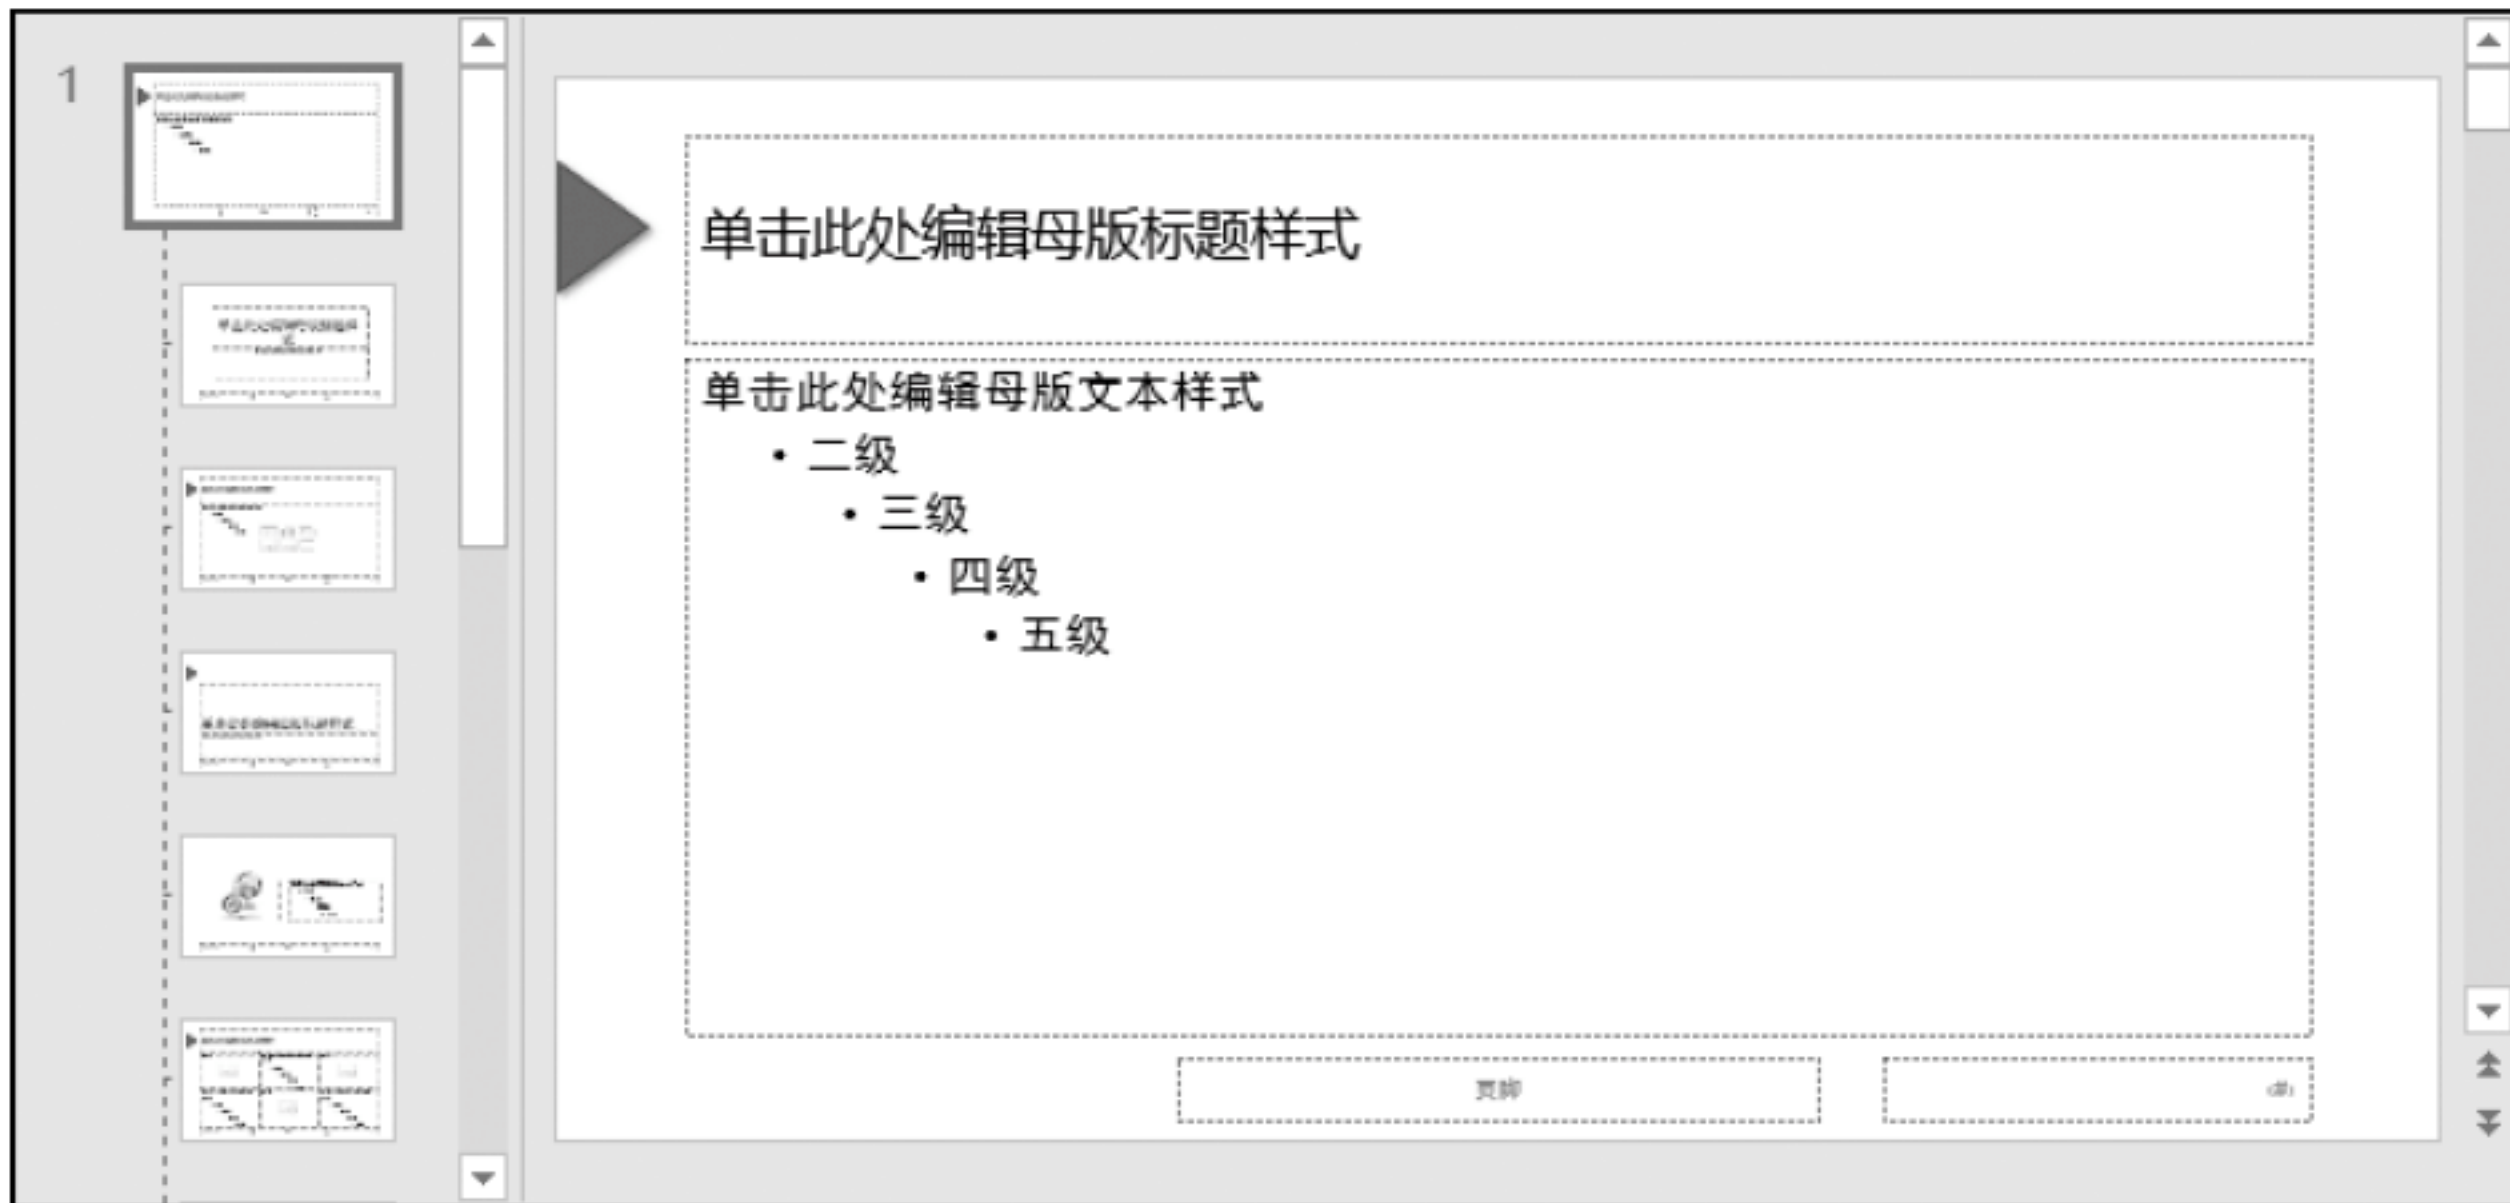 1
单击此处编辑母版标题样式
单击此处编辑母版文本样式
• 二级
• 三级
• 四级
• 五级
页脚
‹#›